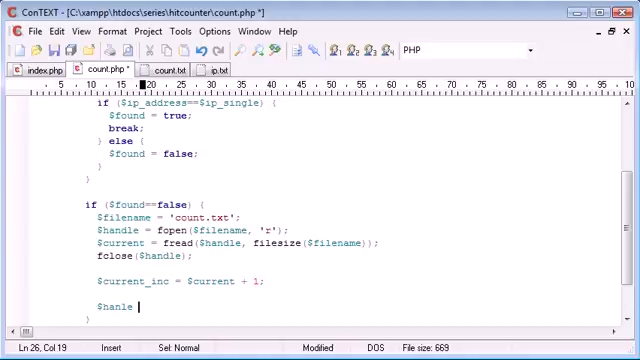 ConTEXT - [C:\xampp\htdocs\series\hitcounter\count.php *]
File Edit View Format Project Tools Options Window Help
PHP
index.php count.php * count.txt ip.txt
5 10 15 20 25 30 35 40 45 50 55 60 65 70 75 80 85 90 95 100
if ($ip_address==$ip_single) {
$found = true;
break;
} else {
$found = false;
}
}
if ($found==false) {
$filename = 'count.txt';
$handle = fopen($filename, 'r');
$current = fread($handle, filesize($filename));
fclose($handle);
$current_inc = $current + 1;
$hanle
}
Ln 26, Col 19 Insert Sel: Normal Modified DOS File size: 669